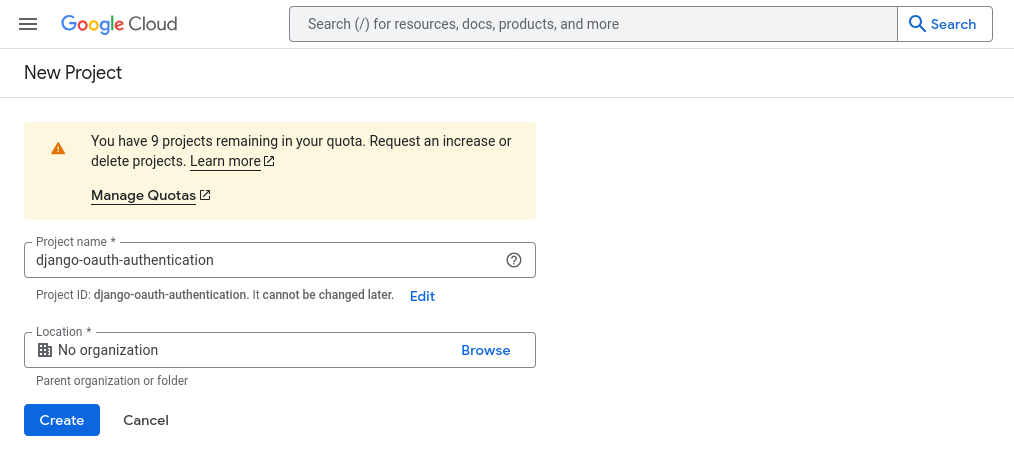 Google Cloud
Search (/) for resources, docs, products, and more
Search
New Project
You have 9 projects remaining in your quota. Request an increase or
delete projects. Learn more
Manage Quotas
Project name *
django-oauth-authentication
Project ID: django-oauth-authentication. It cannot be changed later.
Edit
Location *
No organization
Browse
Parent organization or folder
Create
Cancel